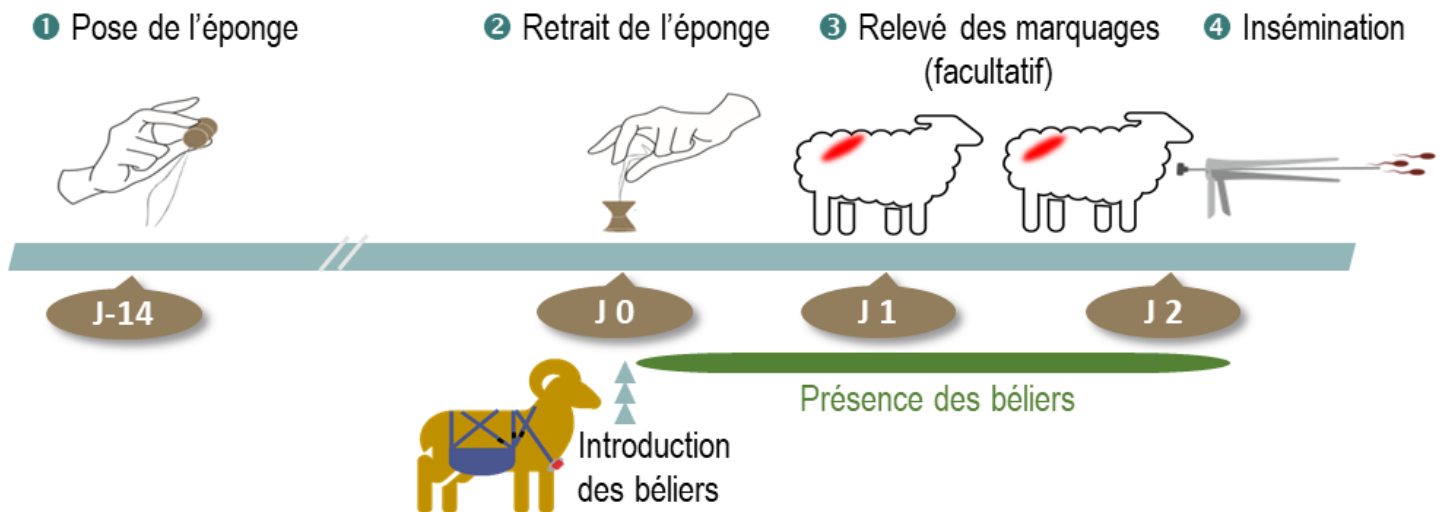 ❶ Pose de l’éponge
❷ Retrait de l’éponge
❸ Relevé des marquages
(facultatif)
❹ Insémination
J-14
J 0
J 1
J 2
Présence des béliers
Introduction
des béliers